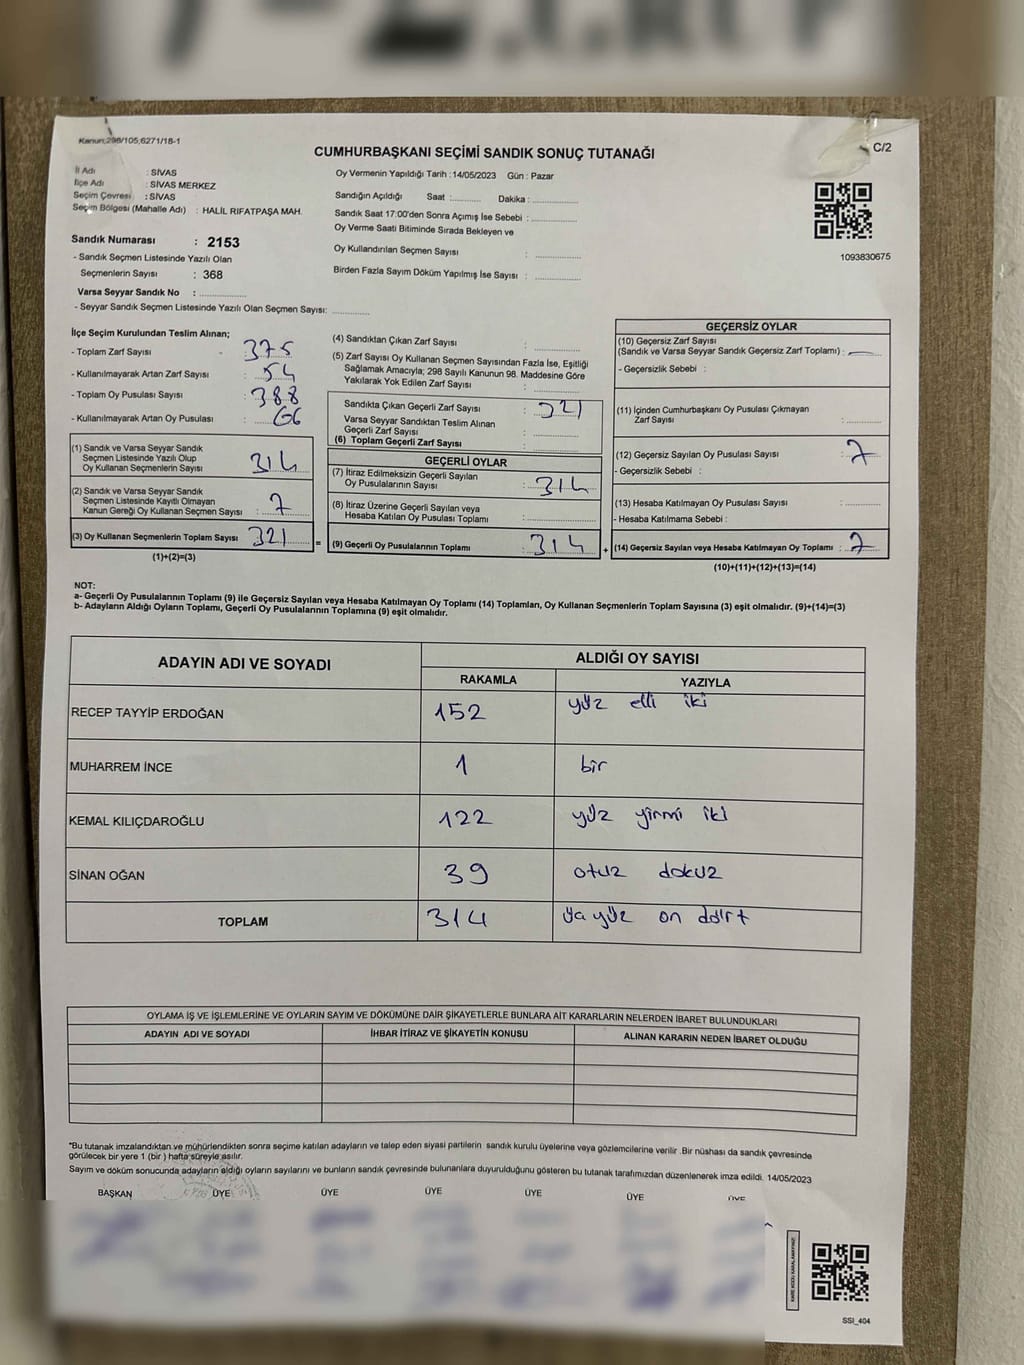 Kanun;298/105;6271/18-1
C/2
CUMHURBAŞKANI SEÇİMİ SANDIK SONUÇ TUTANAĞI
İl Adı : SİVAS
İlçe Adı : SİVAS MERKEZ
Seçim Çevresi : SİVAS
Seçim Bölgesi (Mahalle Adı) : HALİL RIFATPAŞA MAH.
Sandık Numarası : 2153
- Sandık Seçmen Listesinde Yazılı Olan
Seçmenlerin Sayısı : 368
Varsa Seyyar Sandık No : ..............
- Seyyar Sandık Seçmen Listesinde Yazılı Olan Seçmen Sayısı: ..............
Oy Vermenin Yapıldığı Tarih : 14/05/2023 Gün : Pazar
Sandığın Açıldığı Saat :.......... Dakika : ..............
Sandık Saat 17:00'den Sonra Açımış İse Sebebi : ..............
Oy Verme Saati Bitiminde Sırada Bekleyen ve
Oy Kullandırılan Seçmen Sayısı : ..............
Birden Fazla Sayım Döküm Yapılmış İse Sayısı : ..............
1093830675
İlçe Seçim Kurulundan Teslim Alınan;
- Toplam Zarf Sayısı - 375
- Kullanılmayarak Artan Zarf Sayısı : 54
- Toplam Oy Pusulası Sayısı : 388
- Kullanılmayarak Artan Oy Pusulası : 66
(1) Sandık ve Varsa Seyyar Sandık
Seçmen Listesinde Yazılı Olup
Oy Kullanan Seçmenlerin Sayısı : 314
(2) Sandık ve Varsa Seyyar Sandık
Seçmen Listesinde Kayıtlı Olmayan
Kanun Gereği Oy Kullanan Seçmen Sayısı : 7
(3) Oy Kullanan Seçmenlerin Toplam Sayısı : 321 =
(1)+(2)=(3)
(4) Sandıktan Çıkan Zarf Sayısı : ..............
(5) Zarf Sayısı Oy Kullanan Seçmen Sayısından Fazla İse, Eşitliği
Sağlamak Amacıyla; 298 Sayılı Kanunun 98. Maddesine Göre
Yakılarak Yok Edilen Zarf Sayısı : ..............
Sandıkta Çıkan Geçerli Zarf Sayısı : 321
Varsa Seyyar Sandıktan Teslim Alınan
Geçerli Zarf Sayısı : ..............
(6) Toplam Geçerli Zarf Sayısı : ..............
GEÇERLİ OYLAR
(7) İtiraz Edilmeksizin Geçerli Sayılan
Oy Pusulalarının Sayısı : 314
(8) İtiraz Üzerine Geçerli Sayılan veya
Hesaba Katılan Oy Pusulası Toplamı : ..............
(9) Geçerli Oy Pusulalarının Toplamı : 314 +
GEÇERSİZ OYLAR
(10) Geçersiz Zarf Sayısı
(Sandık ve Varsa Seyyar Sandık Geçersiz Zarf Toplamı) : —
- Geçersizlik Sebebi :
(11) İçinden Cumhurbaşkanı Oy Pusulası Çıkmayan
Zarf Sayısı : ..............
(12) Geçersiz Sayılan Oy Pusulası Sayısı : 7
- Geçersizlik Sebebi :
(13) Hesaba Katılmayan Oy Pusulası Sayısı : ..............
- Hesaba Katılmama Sebebi :
(14) Geçersiz Sayılan veya Hesaba Katılmayan Oy Toplamı : 7
(10)+(11)+(12)+(13)=(14)
NOT:
a- Geçerli Oy Pusulalarının Toplamı (9) ile Geçersiz Sayılan veya Hesaba Katılmayan Oy Toplamı (14) Toplamları, Oy Kullanan Seçmenlerin Toplam Sayısına (3) eşit olmalıdır. (9)+(14)=(3)
b- Adayların Aldığı Oyların Toplamı, Geçerli Oy Pusulalarının Toplamına (9) eşit olmalıdır.
ADAYIN ADI VE SOYADI ALDIĞI OY SAYISI
RAKAMLA YAZIYLA
RECEP TAYYİP ERDOĞAN 152 yüz elli iki
MUHARREM İNCE 1 bir
KEMAL KILIÇDAROĞLU 122 yüz yirmi iki
SİNAN OĞAN 39 otuz dokuz
TOPLAM 314 üç yüz on dört
OYLAMA İŞ VE İŞLEMLERİNE VE OYLARIN SAYIM VE DÖKÜMÜNE DAİR ŞİKAYETLERLE BUNLARA AİT KARARLARIN NELERDEN İBARET BULUNDUKLARI
ADAYIN ADI VE SOYADI İHBAR İTİRAZ VE ŞİKAYETİN KONUSU ALINAN KARARIN NEDEN İBARET OLDUĞU
"Bu tutanak imzalandıktan ve mühürlendikten sonra seçime katılan adayların ve talep eden siyasi partilerin sandık kurulu üyelerine veya gözlemcilerine verilir .Bir nüshası da sandık çevresinde
görülecek bir yere 1 (bir ) hafta süreyle asılır.
Sayım ve döküm sonucunda adayların aldığı oyların sayılarını ve bunların sandık çevresinde bulunanlara duyurulduğunu gösteren bu tutanak tarafımızdan düzenlenerek imza edildi. 14/05/2023
BAŞKAN ÜYE ÜYE ÜYE ÜYE ÜYE ÜYE
KARE KODU KARALAMAYINIZ!
SSI_404